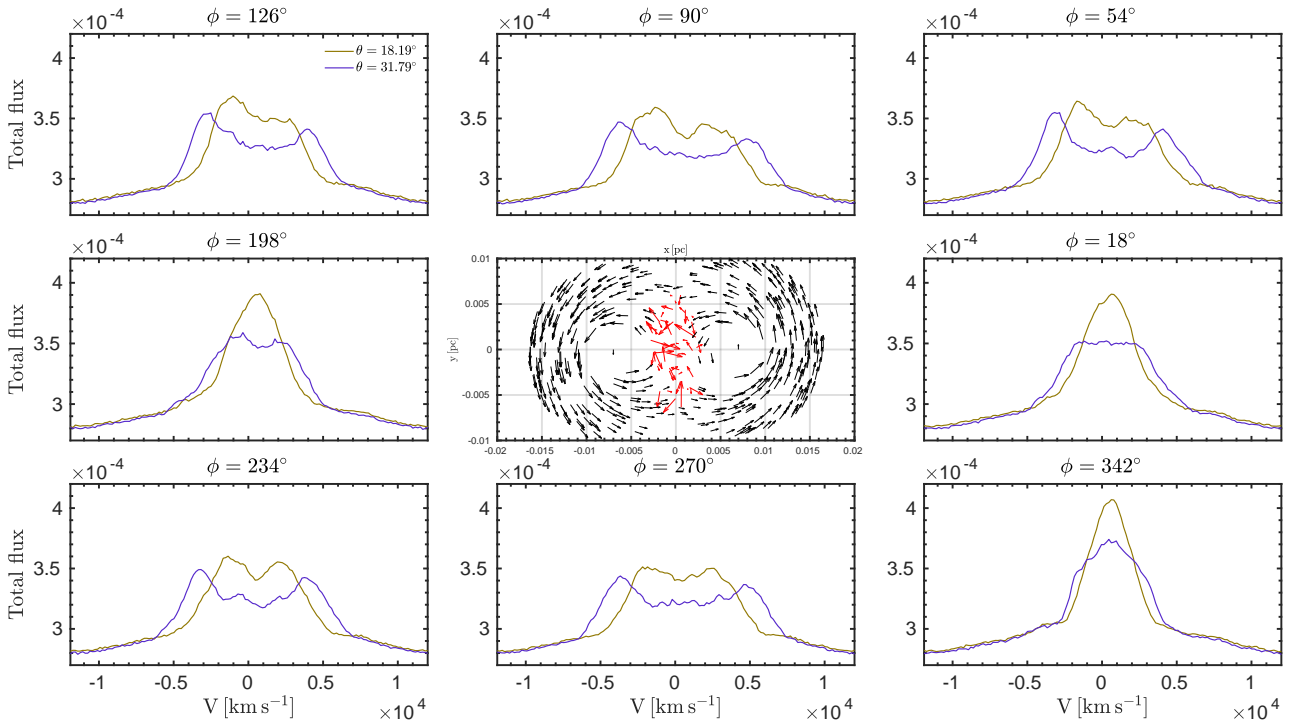 ×10⁻⁴ ϕ = 126° ×10⁻⁴ ϕ = 90° ×10⁻⁴ ϕ = 54°
θ = 18.19°
θ = 31.79°
Total flux
4 4 4
3.5 3.5 3.5
3 3 3
×10⁻⁴ ϕ = 198° x [pc] ×10⁻⁴ ϕ = 18°
Total flux
4 4
3.5 3.5
3 3
y [pc]
0.01
0.005
0
-0.005
-0.01
-0.02 -0.015 -0.01 -0.005 0 0.005 0.01 0.015 0.02
×10⁻⁴ ϕ = 234° ×10⁻⁴ ϕ = 270° ×10⁻⁴ ϕ = 342°
Total flux
4 4 4
3.5 3.5 3.5
3 3 3
-1 -0.5 0 0.5 1 -1 -0.5 0 0.5 1 -1 -0.5 0 0.5 1
V [km s⁻¹] ×10⁴ V [km s⁻¹] ×10⁴ V [km s⁻¹] ×10⁴